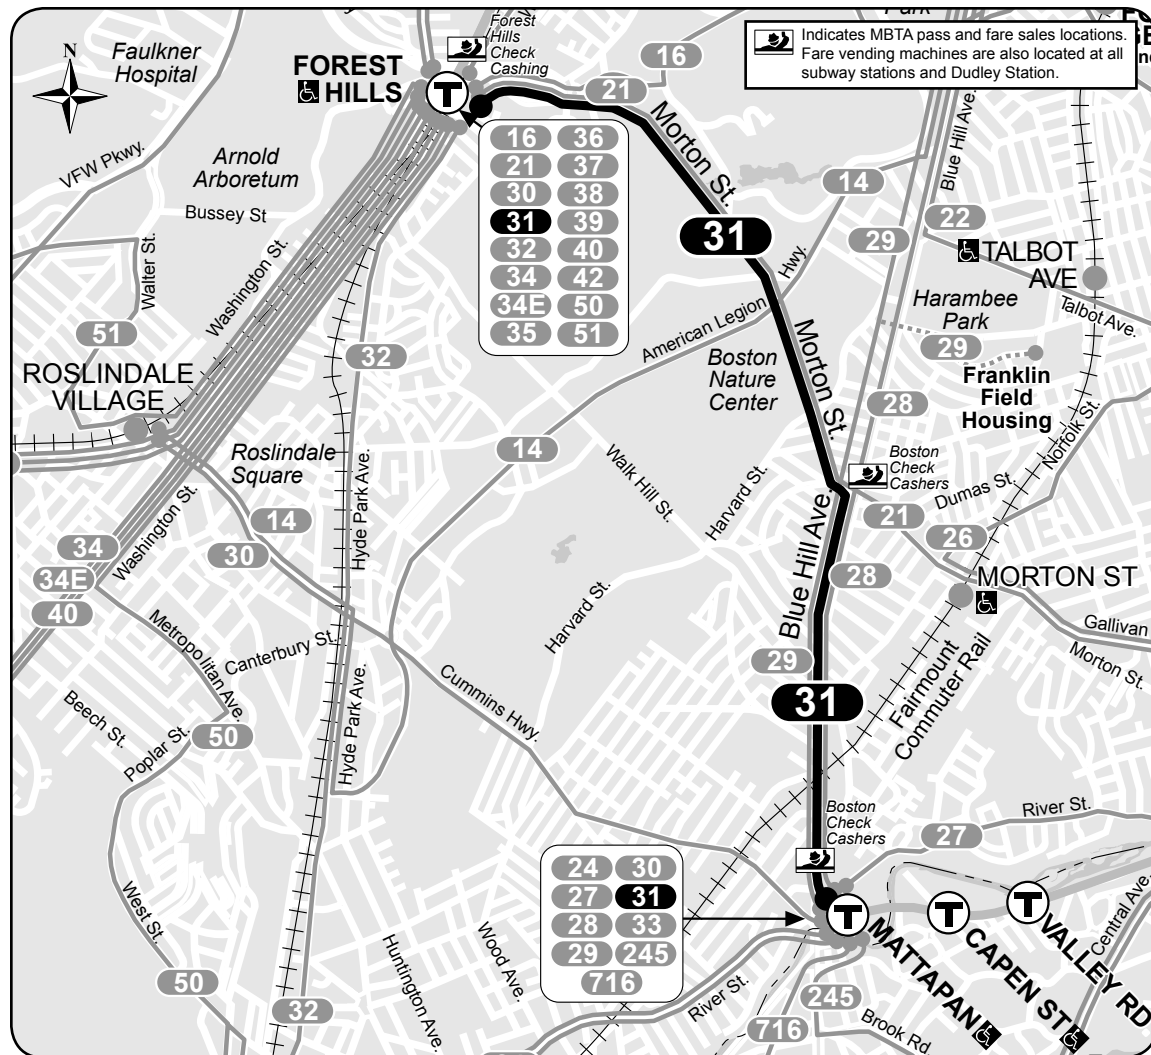 N
Faulkner
Hospital
VFW Pkwy.
Arnold
Arboretum
Bussey St
Walter St.
Washington St.
51
ROSLINDALE
VILLAGE
Roslindale
Square
FOREST
HILLS
T
Forest
Hills
Check
Cashing
16
21
Park
Indicates MBTA pass and fare sales locations.
Fare vending machines are also located at all
subway stations and Dudley Station.
16 36
21 37
30 38
31 39
32 40
34 42
34E 50
35 51
Morton St.
31
14
22
29
Blue Hill Ave.
TALBOT
AVE
Talbot Ave.
Harambee
Park
29
Franklin
Field
Housing
28
Norfolk St.
American Legion
Hwy.
Boston
Nature
Center
Morton St.
32
14
Walk Hill St.
Harvard St.
Boston
Check
Cashers
Dumas St.
21
26
MORTON ST
Gallivan
Morton St.
Hyde Park Ave.
Washington St.
14
30
34
34E
40
Metropolitan Ave.
Canterbury St.
Beech St.
Poplar St.
50
Hyde Park Ave.
Harvard St.
Cummins Hwy.
Blue Hill Ave.
28
29
31
Fairmount
Commuter Rail
Boston
Check
Cashers
River St.
27
24 30
27 31
28 33
29 245
716
West St.
50
32
Huntington Ave.
Wood Ave.
River St.
716
245
Brook Rd.
T
MATTAPAN
T
CAPEN ST
T
VALLEY RD
Central Ave.